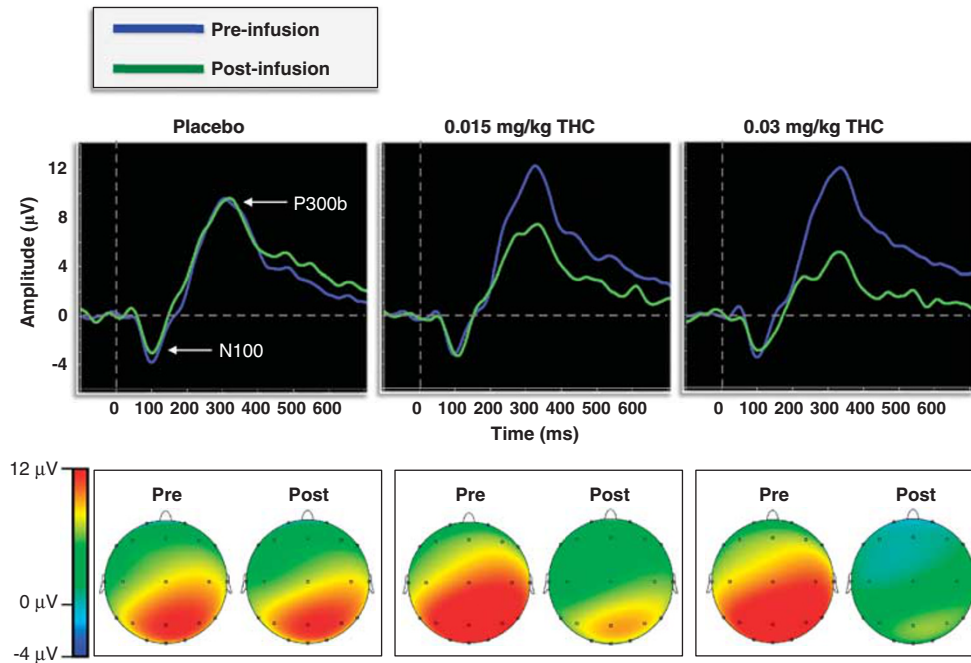 Pre-infusion
Post-infusion
Placebo
0.015 mg/kg THC
0.03 mg/kg THC
Amplitude (µV)
12
8
4
0
-4
P300b
N100
0 100 200 300 400 500 600
0 100 200 300 400 500 600
0 100 200 300 400 500 600
Time (ms)
12 µV
0 µV
-4 µV
Pre Post
Pre Post
Pre Post